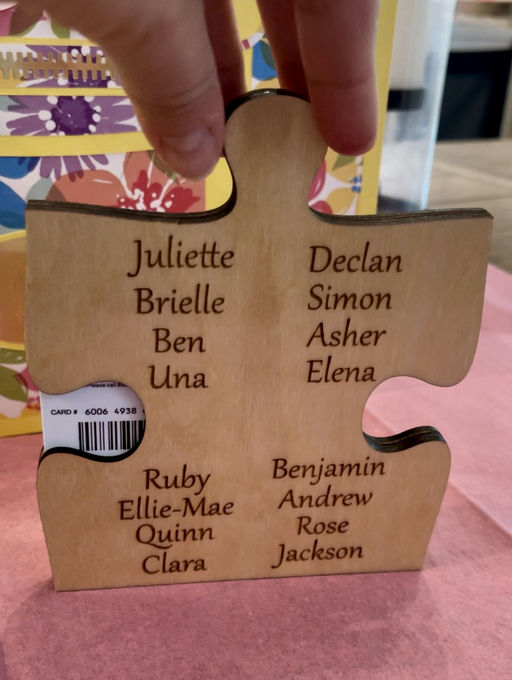 Juliette
Brielle
Ben
Una
Declan
Simon
Asher
Elena
CARD # 6006 4938
Ruby
Ellie-Mae
Quinn
Clara
Benjamin
Andrew
Rose
Jackson